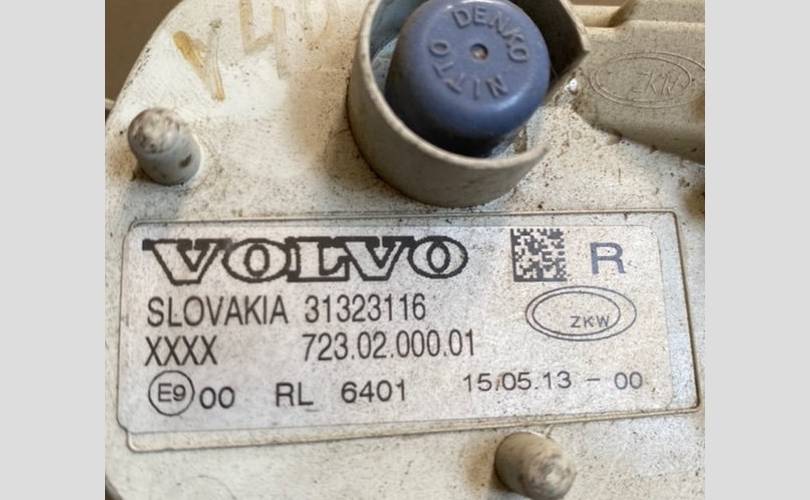 DENKO
NITTO
ZKW
VOLVO
R
SLOVAKIA 31323116
ZKW
XXXX 723.02.000.01
E9 00 RL 6401 15.05.13 - 00